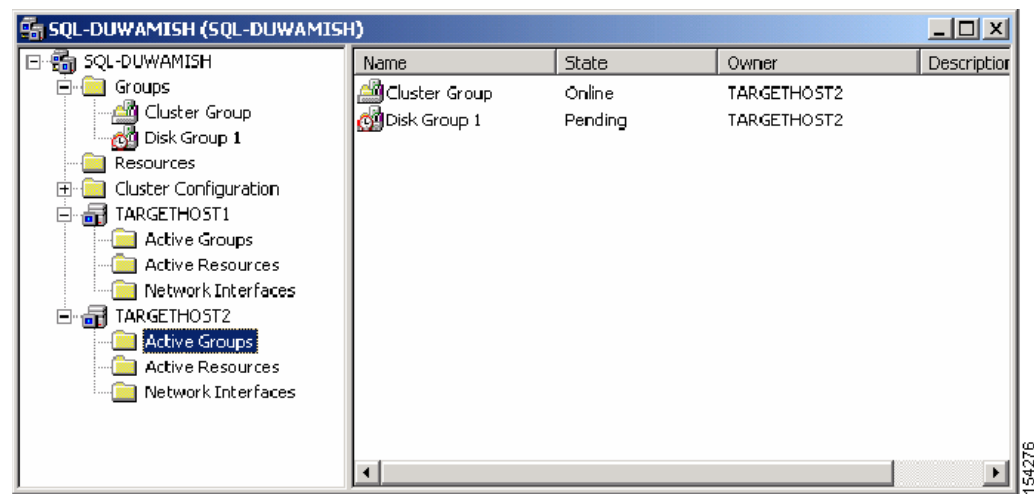 SQL-DUWAMISH (SQL-DUWAMISH)
SQL-DUWAMISH
Groups
Cluster Group
Disk Group 1
Resources
Cluster Configuration
TARGETHOST1
Active Groups
Active Resources
Network Interfaces
TARGETHOST2
Active Groups
Active Resources
Network Interfaces
Name State Owner Description
Cluster Group Online TARGETHOST2
Disk Group 1 Pending TARGETHOST2
154276